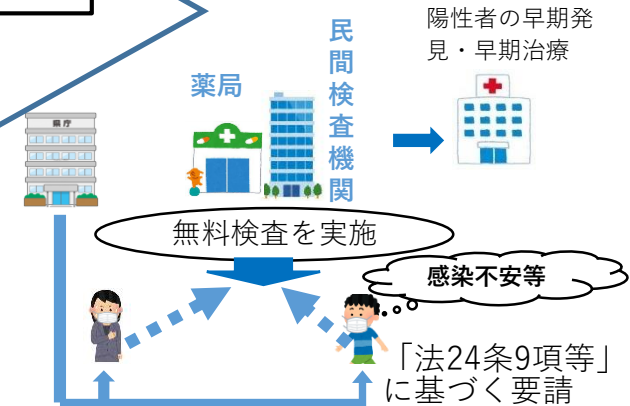 陽性者の早期発
見・早期治療
民間検査機関
薬局
県庁
無料検査を実施
感染不安等
「法24条9項等」
に基づく要請